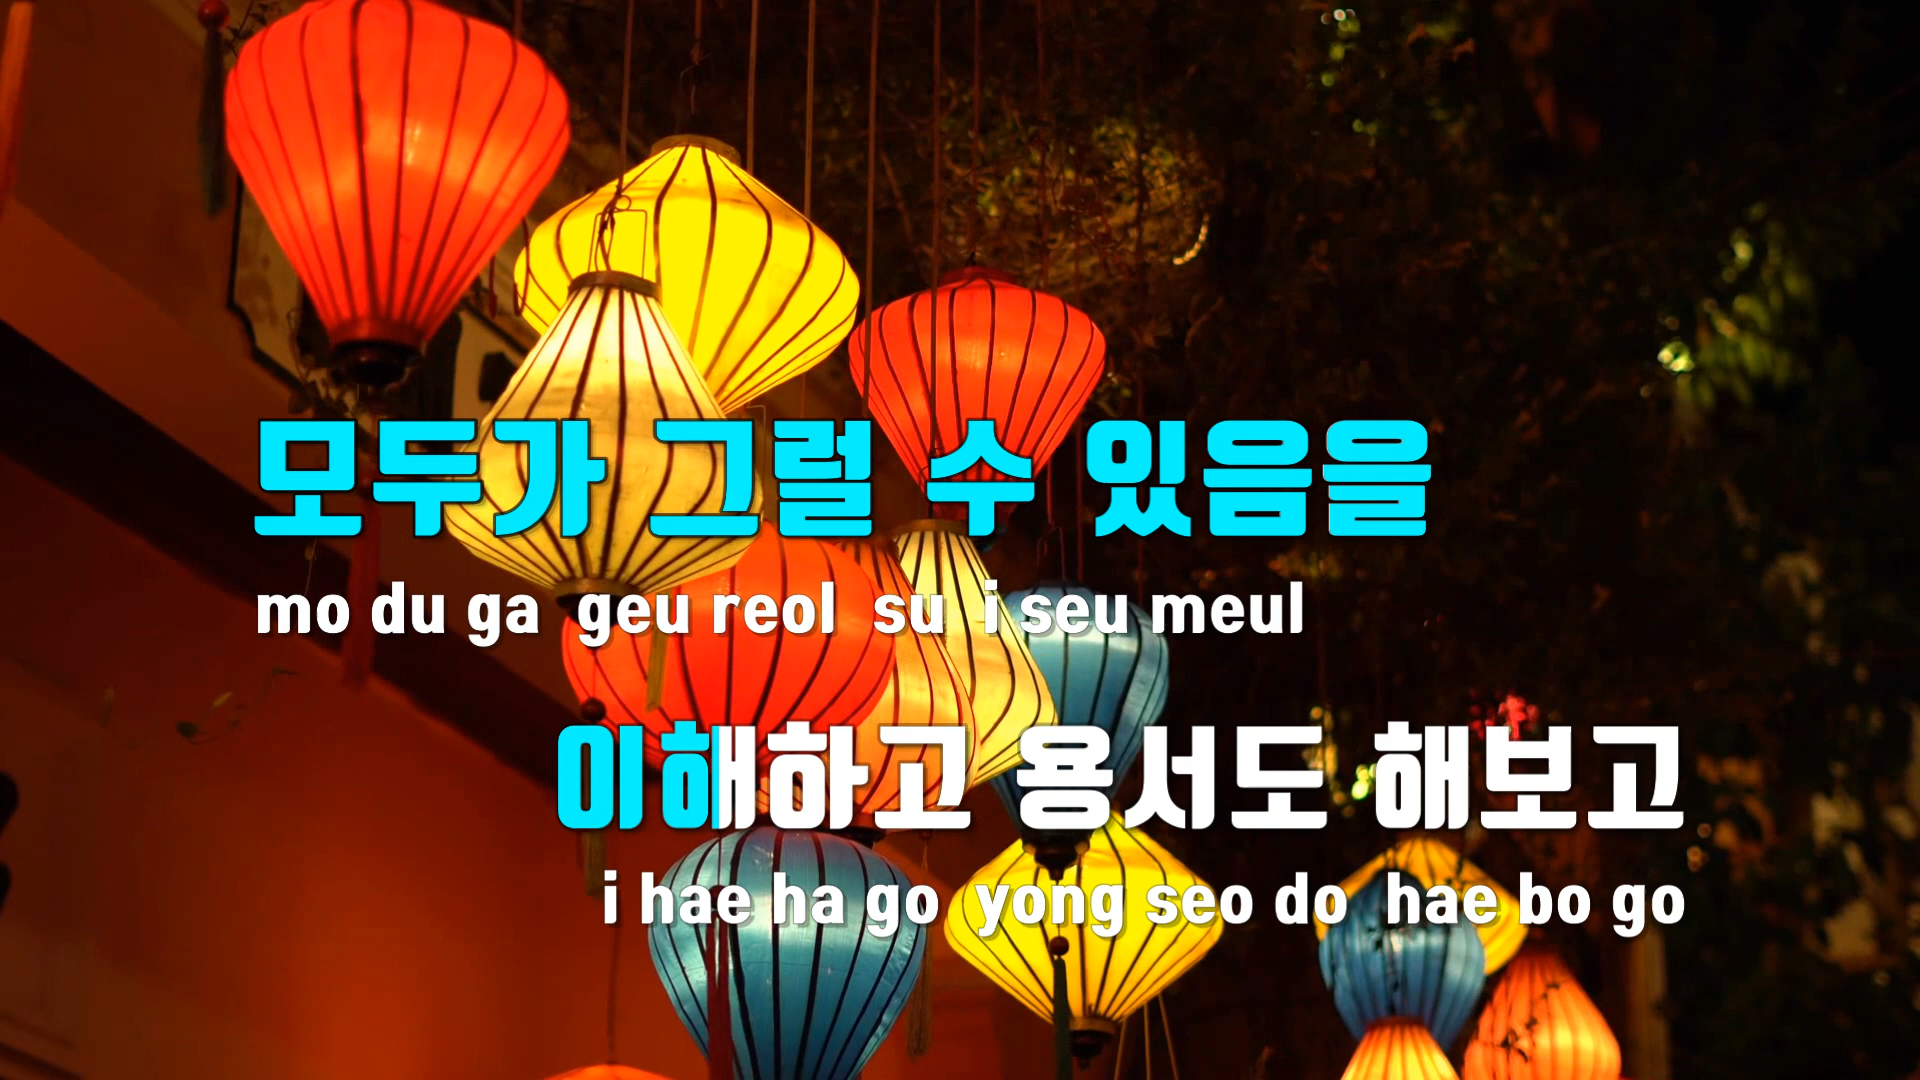 모두가 그럴 수 있음을
mo du ga geu reol su i seu meul
이해하고 용서도 해보고
i hae ha go yong seo do hae bo go